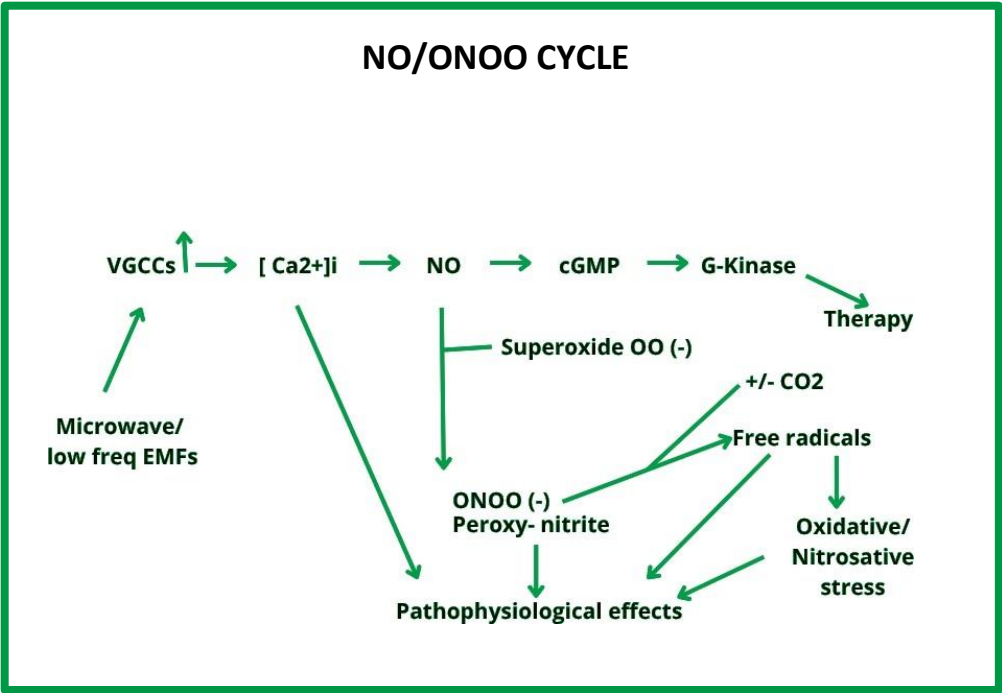 NO/ONOO CYCLE
VGCCs
[ Ca2+]i
NO
cGMP
G-Kinase
Therapy
Superoxide OO (-)
+/- CO2
Microwave/
low freq EMFs
Free radicals
ONOO (-)
Peroxy- nitrite
Oxidative/
Nitrosative
stress
Pathophysiological effects